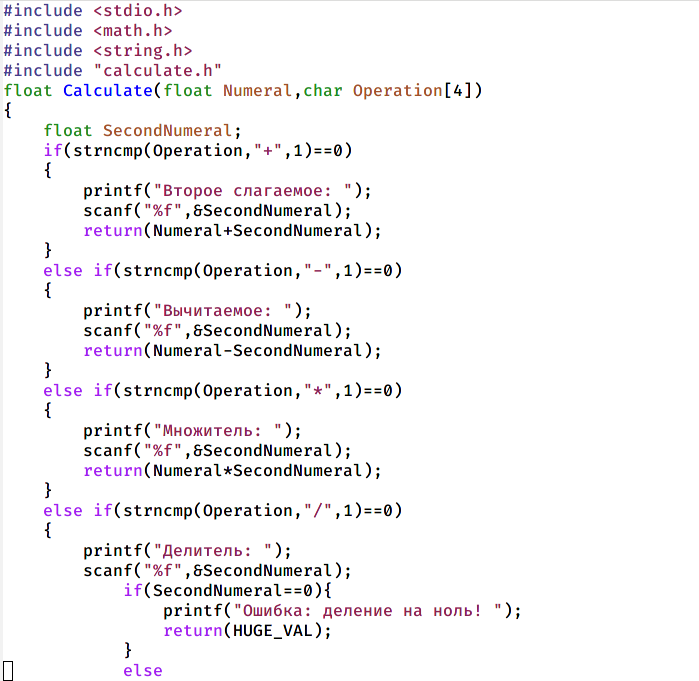 #include <stdio.h>
#include <math.h>
#include <string.h>
#include "calculate.h"
float Calculate(float Numeral,char Operation[4])
{
    float SecondNumeral;
    if(strncmp(Operation,"+",1)==0)
    {
        printf("Второе слагаемое: ");
        scanf("%f",&SecondNumeral);
        return(Numeral+SecondNumeral);
    }
    else if(strncmp(Operation,"-",1)==0)
    {
        printf("Вычитаемое: ");
        scanf("%f",&SecondNumeral);
        return(Numeral-SecondNumeral);
    }
    else if(strncmp(Operation,"*",1)==0)
    {
        printf("Множитель: ");
        scanf("%f",&SecondNumeral);
        return(Numeral*SecondNumeral);
    }
    else if(strncmp(Operation,"/",1)==0)
    {
        printf("Делитель: ");
        scanf("%f",&SecondNumeral);
            if(SecondNumeral==0){
                printf("Ошибка: деление на ноль! ");
                return(HUGE_VAL);
            }
            else